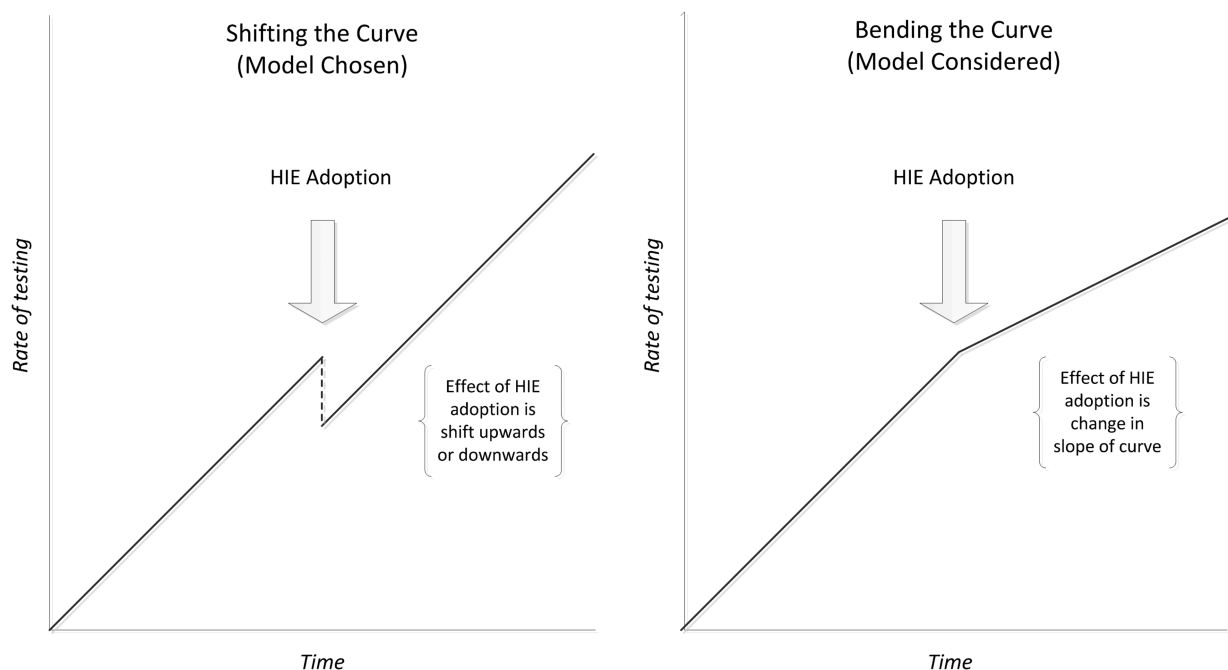 Shifting the Curve
(Model Chosen)
HIE Adoption
Rate of testing
Effect of HIE
adoption is
shift upwards
or downwards
Time
Bending the Curve
(Model Considered)
HIE Adoption
Rate of testing
Effect of HIE
adoption is
change in
slope of curve
Time